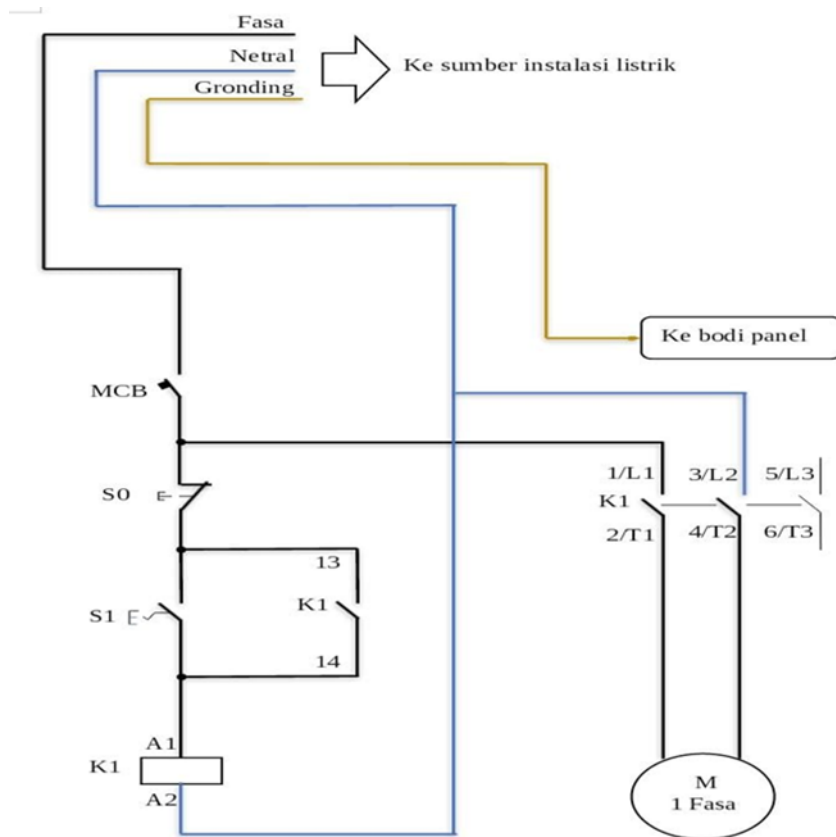 Fasa
Netral
Gronding
Ke sumber instalasi listrik
Ke bodi panel
MCB
1/L1 3/L2 5/L3
S0
K1
2/T1 4/T2 6/T3
13
S1
K1
14
A1
K1
A2
M
1 Fasa